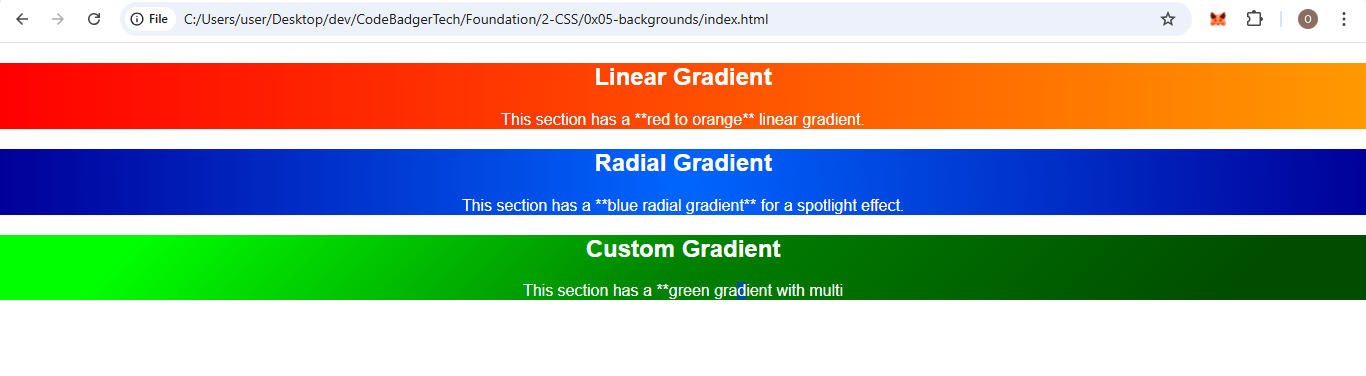 File C:/Users/user/Desktop/dev/CodeBadgerTech/Foundation/2-CSS/0x05-backgrounds/index.html O
Linear Gradient
This section has a **red to orange** linear gradient.
Radial Gradient
This section has a **blue radial gradient** for a spotlight effect.
Custom Gradient
This section has a **green gradient with multi